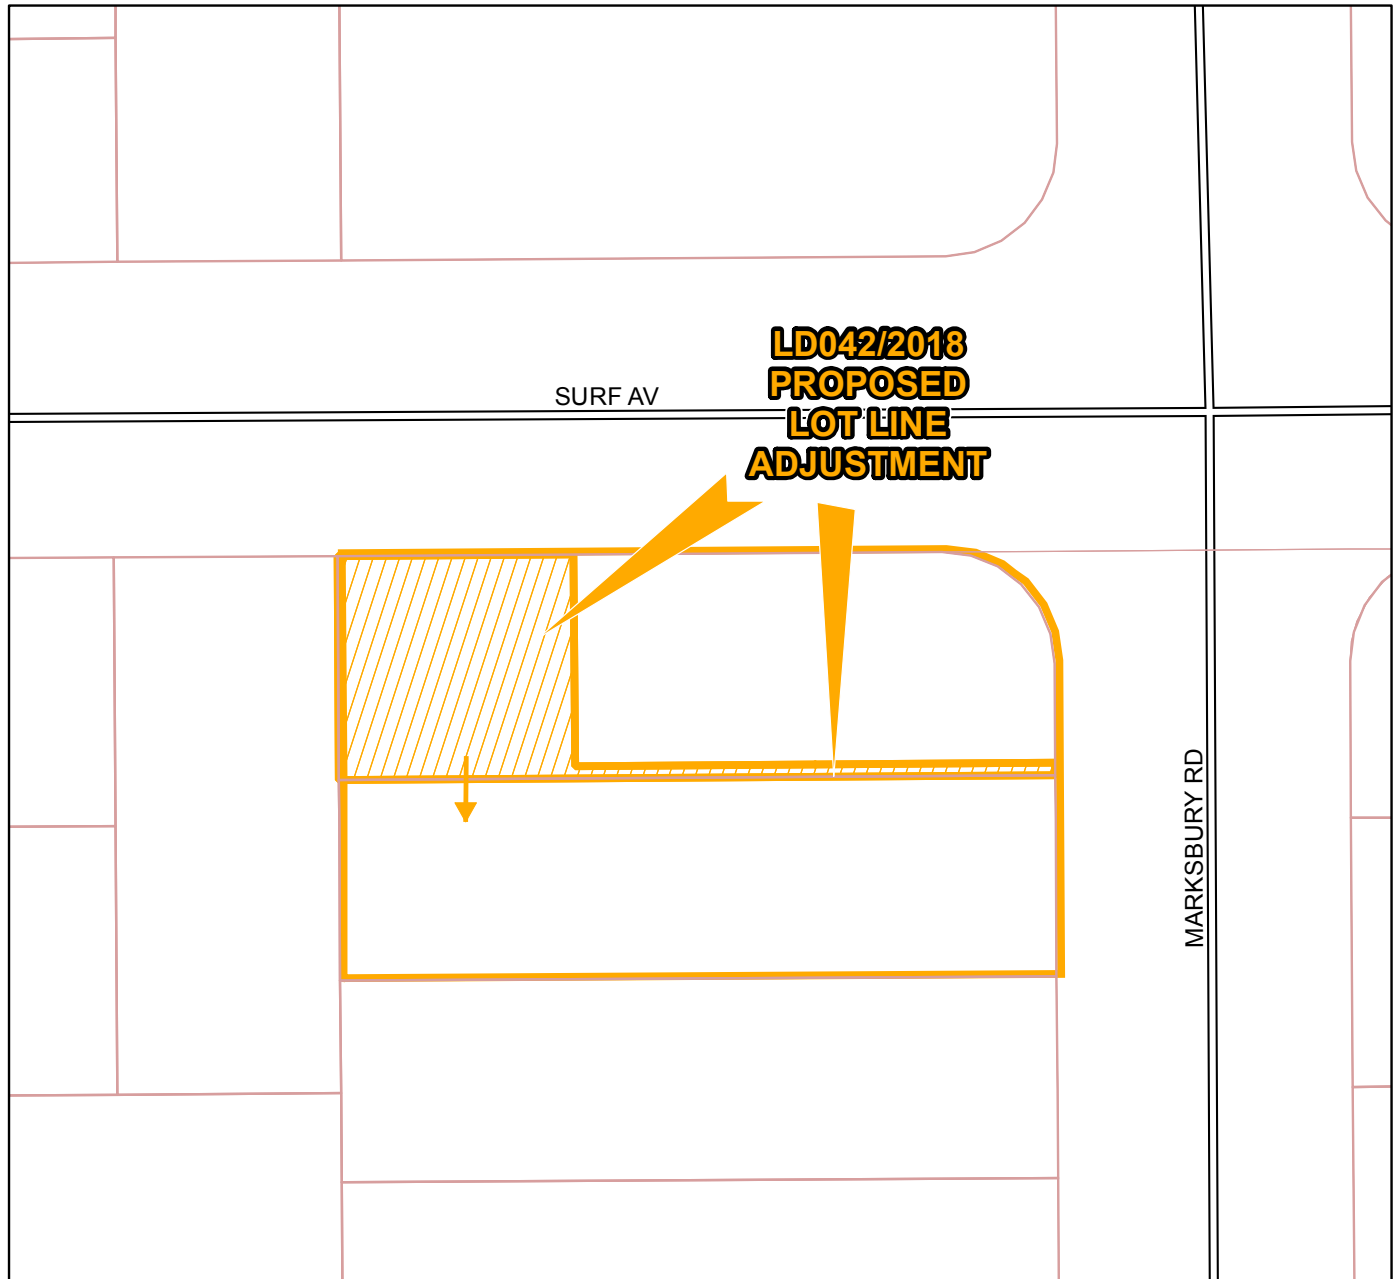 LD042/2018
PROPOSED
LOT LINE
ADJUSTMENT
SURF AV
MARKSBURY RD